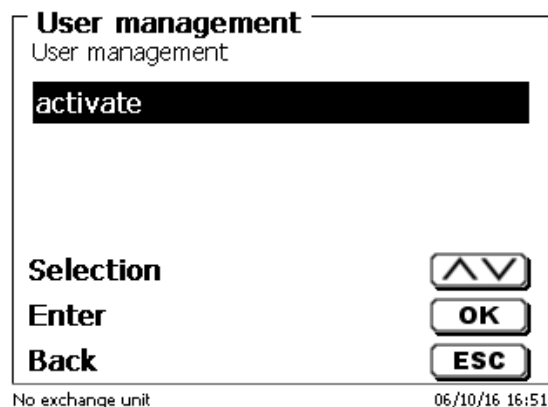 User management
User management
activate
Selection
Enter OK
Back ESC
No exchange unit 06/10/16 16:51